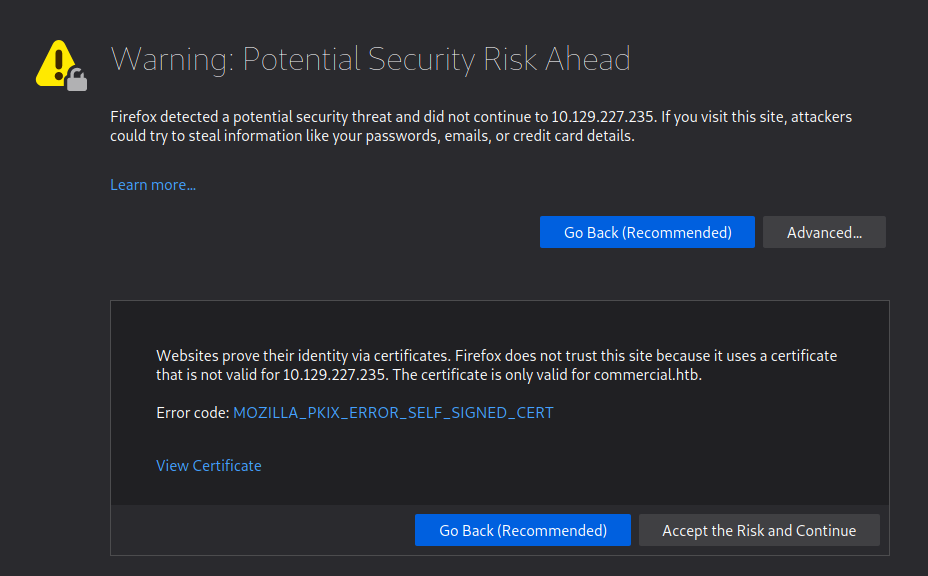 Warning: Potential Security Risk Ahead
Firefox detected a potential security threat and did not continue to 10.129.227.235. If you visit this site, attackers
could try to steal information like your passwords, emails, or credit card details.
Learn more...
Go Back (Recommended)
Advanced...
Websites prove their identity via certificates. Firefox does not trust this site because it uses a certificate
that is not valid for 10.129.227.235. The certificate is only valid for commercial.htb.
Error code: MOZILLA_PKIX_ERROR_SELF_SIGNED_CERT
View Certificate
Go Back (Recommended)
Accept the Risk and Continue